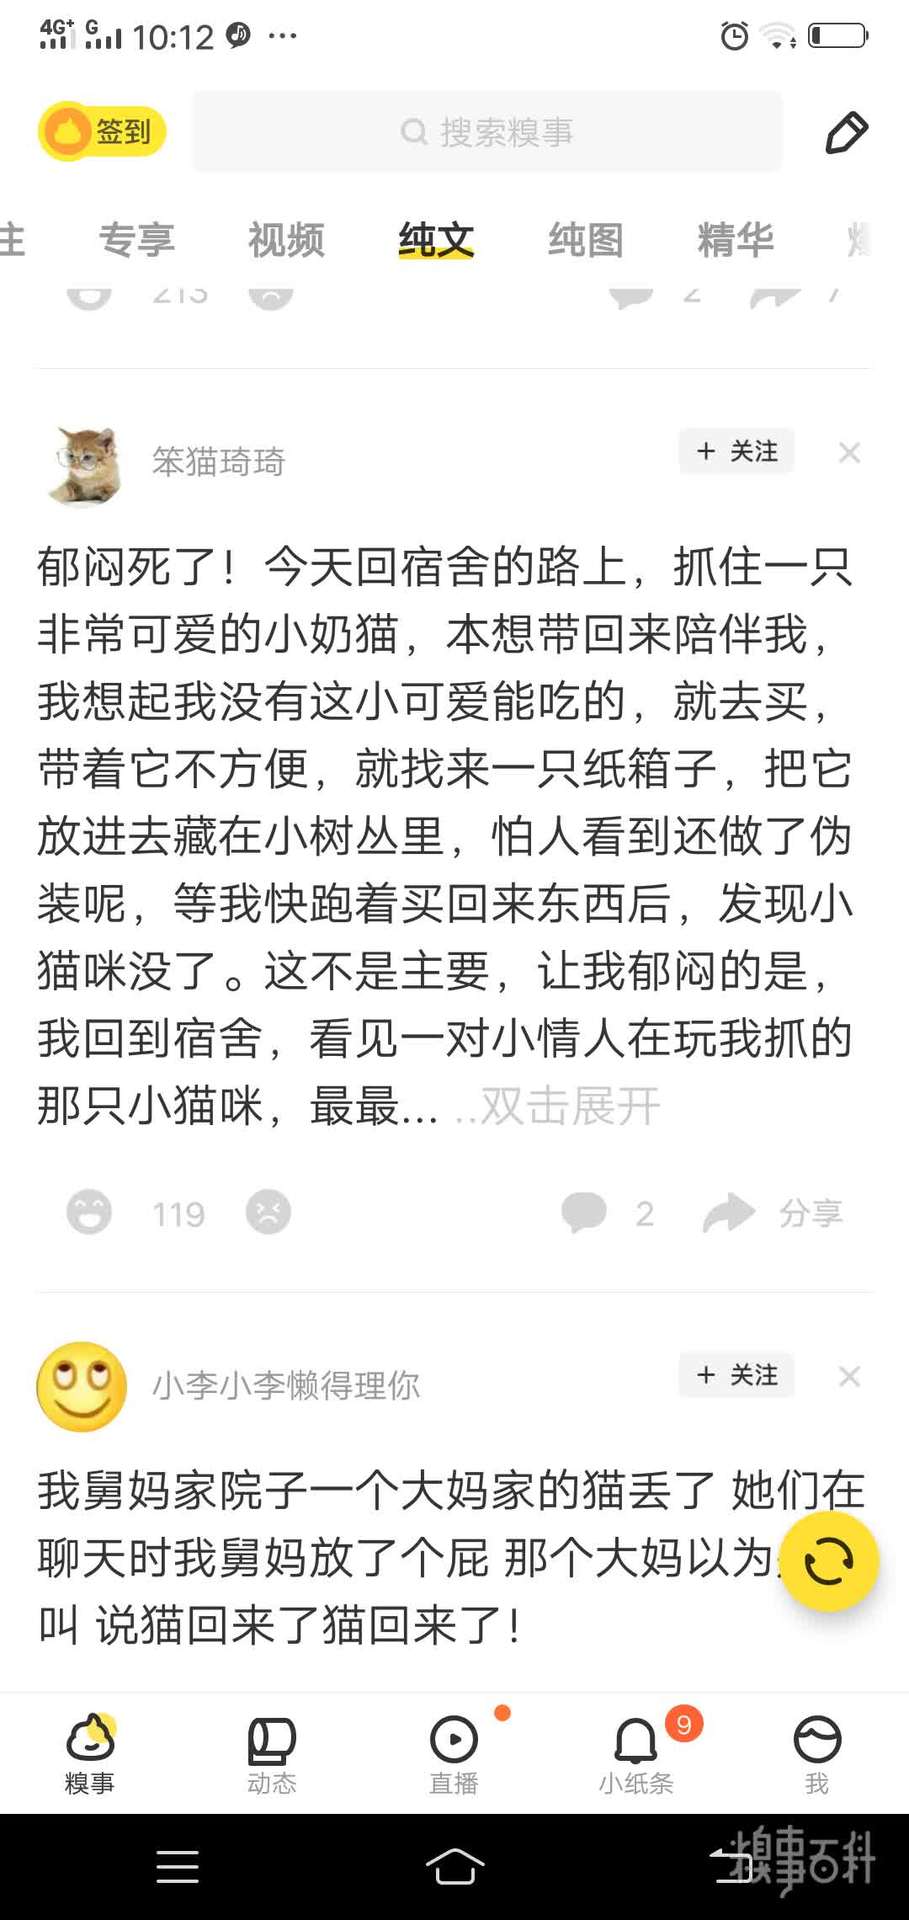 4G+ G 10:12
签到 搜索糗事
主 专享 视频 纯文 纯图 精华
213 2 7
笨猫琦琦 + 关注
郁闷死了！今天回宿舍的路上，抓住一只
非常可爱的小奶猫，本想带回来陪伴我，
我想起我没有这小可爱能吃的，就去买，
带着它不方便，就找来一只纸箱子，把它
放进去藏在小树丛里，怕人看到还做了伪
装呢，等我快跑着买回来东西后，发现小
猫咪没了。这不是主要，让我郁闷的是，
我回到宿舍，看见一对小情人在玩我抓的
那只小猫咪，最最... ..双击展开
119 2 分享
小李小李懒得理你 + 关注
我舅妈家院子一个大妈家的猫丢了 她们在
聊天时我舅妈放了个屁 那个大妈以为
叫 说猫回来了猫回来了！
9
糗事 动态 直播 小纸条 我
糗事百科